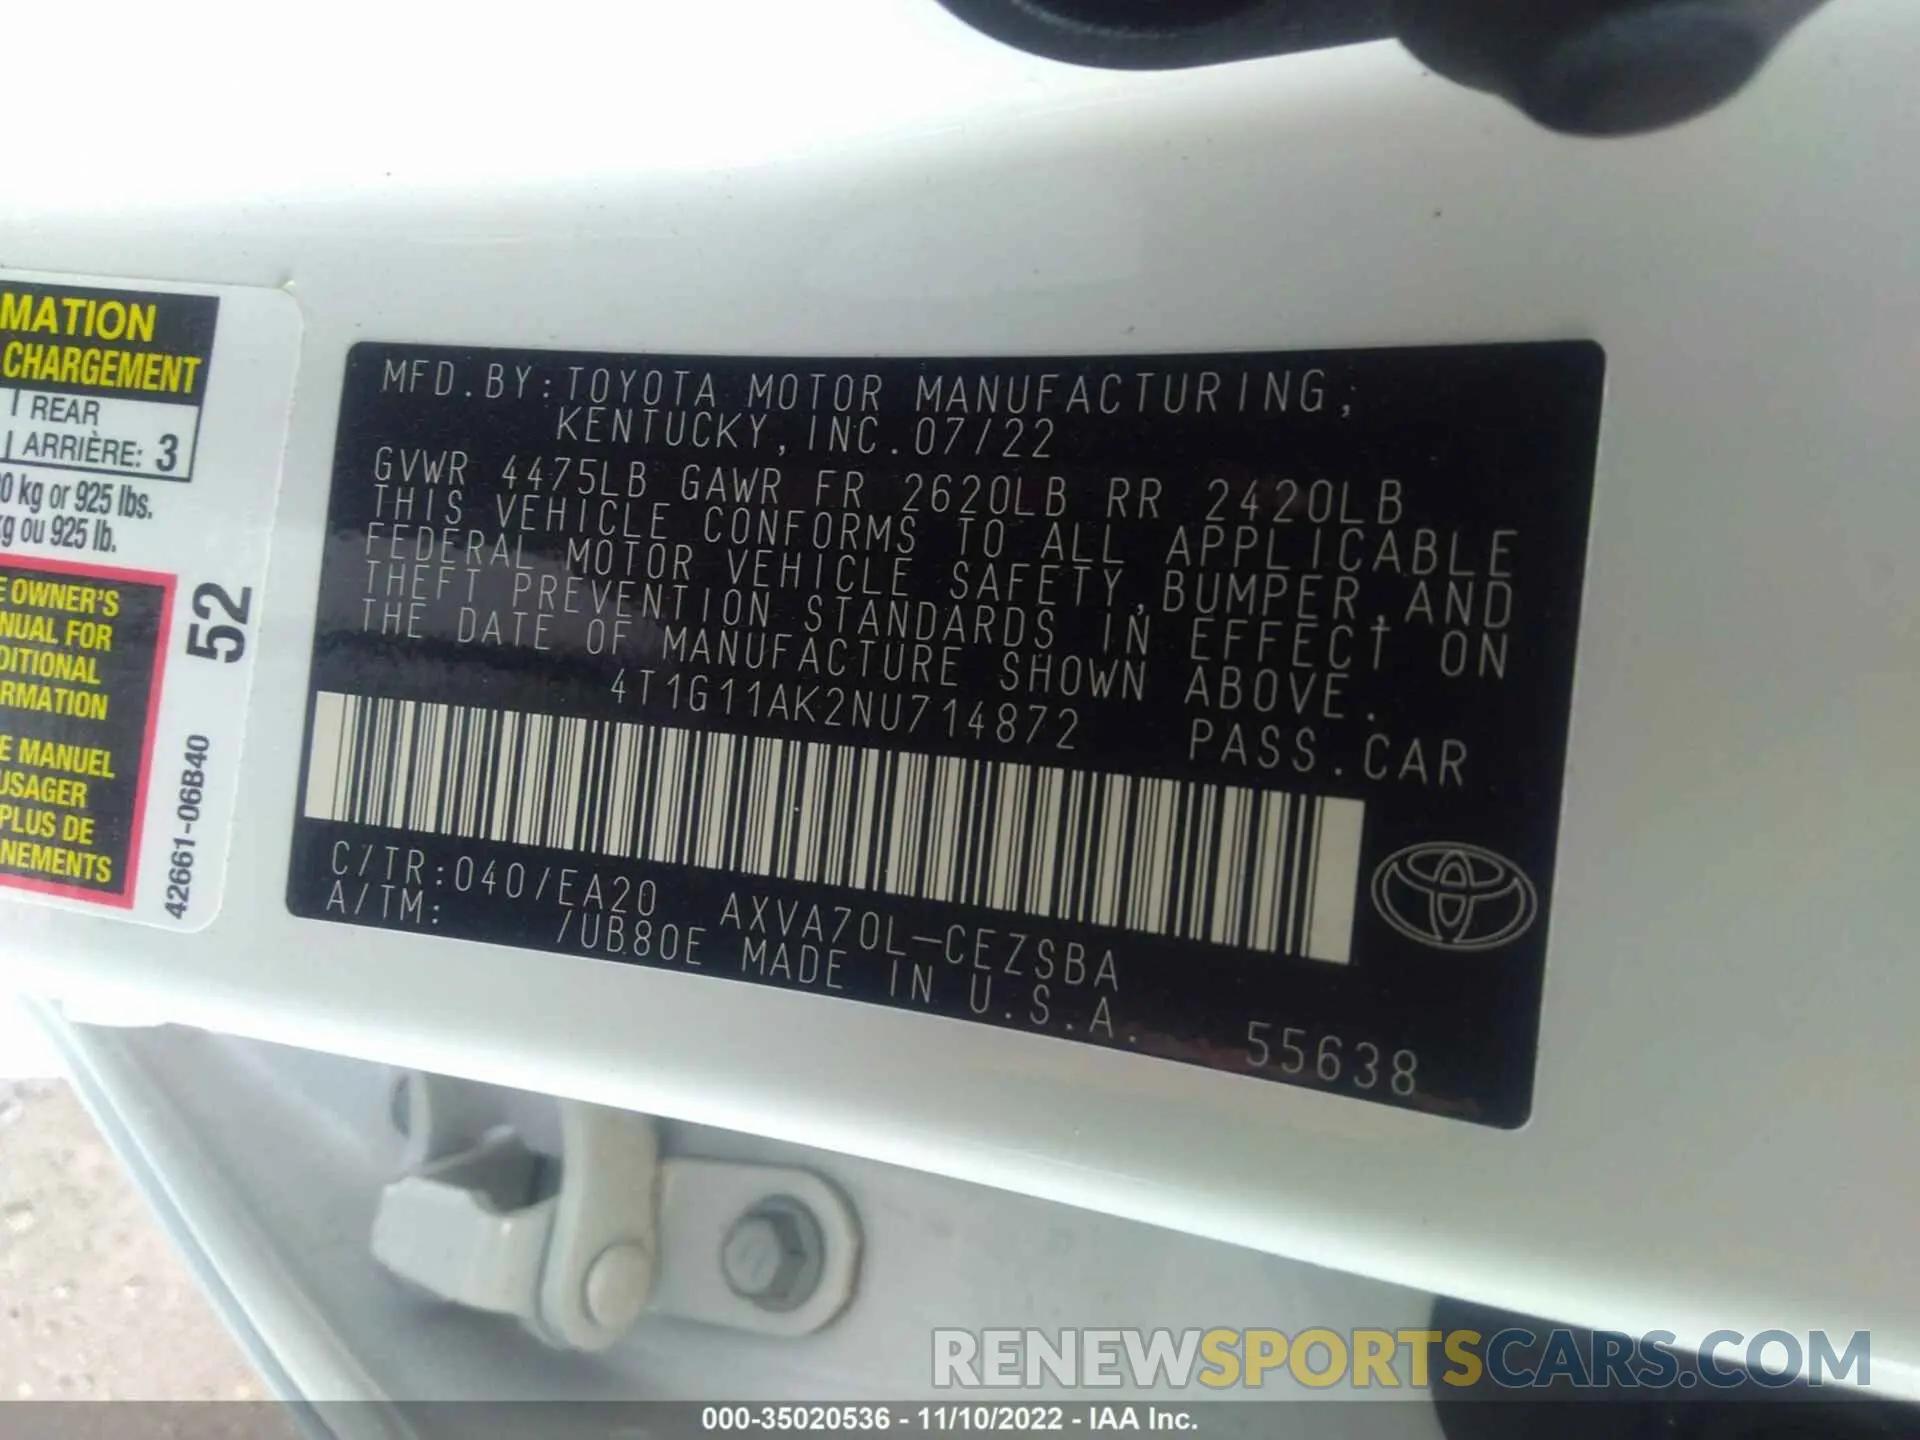 MATION
CHARGEMENT
REAR
ARRIÈRE: 3
0 kg or 925 lbs.
kg ou 925 lb.
E OWNER'S
NUAL FOR
DITIONAL
RMATION
E MANUEL
USAGER
PLUS DE
NEMENTS
52
42661-06B40
MFD.BY:TOYOTA MOTOR MANUFACTURING,
KENTUCKY,INC.07/22
GVWR 4475LB GAWR FR 2620LB RR 2420LB
THIS VEHICLE CONFORMS TO ALL APPLICABLE
FEDERAL MOTOR VEHICLE SAFETY,BUMPER,AND
THEFT PREVENTION STANDARDS IN EFFECT ON
THE DATE OF MANUFACTURE SHOWN ABOVE.
4T1G11AK2NU714872 PASS.CAR
C/TR:040/EA20 AXVA70L-CEZSBA
A/TM: /UB80E MADE IN U.S.A.
55638
RENEWSPORTSCARS.COM
000-35020536 - 11/10/2022 - IAA Inc.